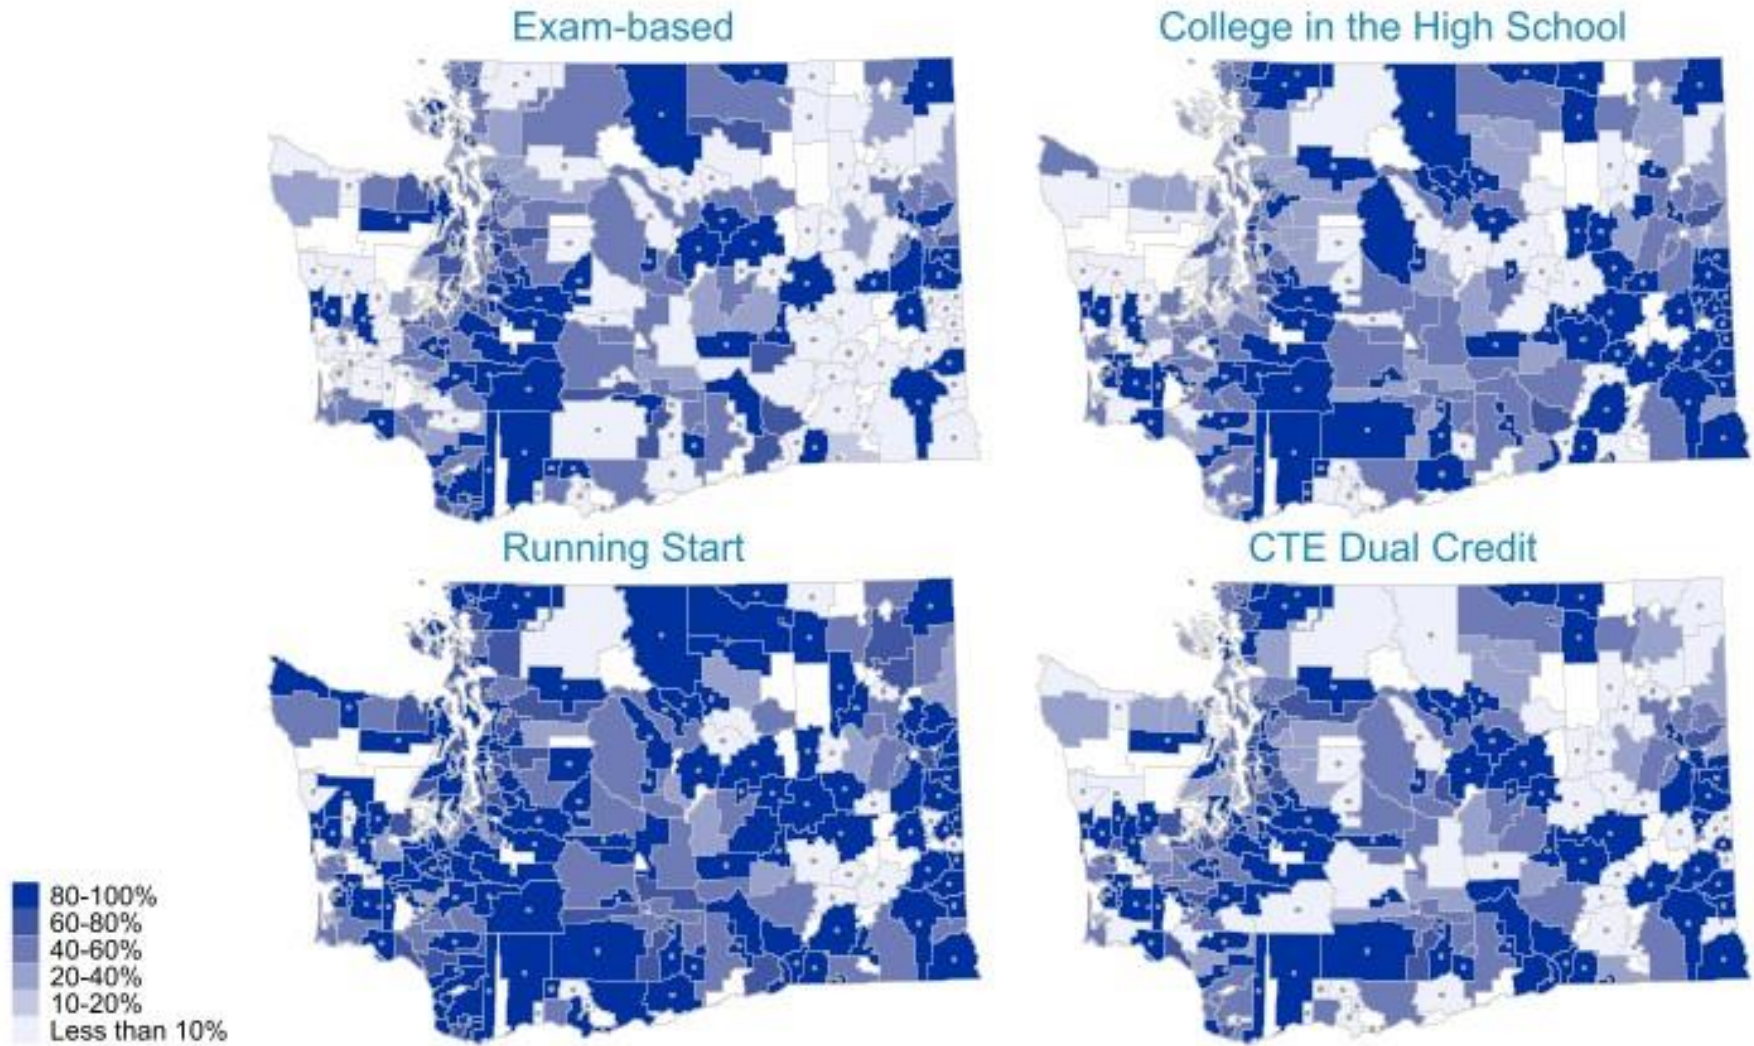 Exam-based
College in the High School
Running Start
CTE Dual Credit
80-100%
60-80%
40-60%
20-40%
10-20%
Less than 10%